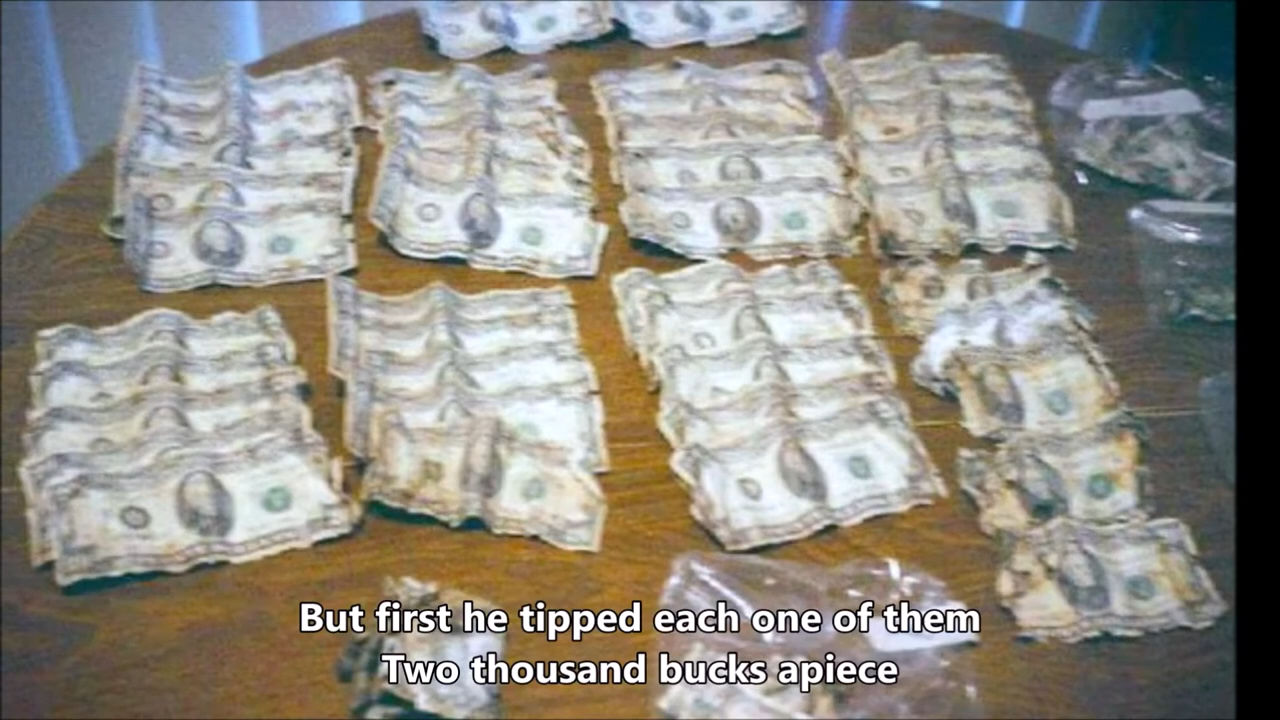 But first he tipped each one of them
Two thousand bucks apiece